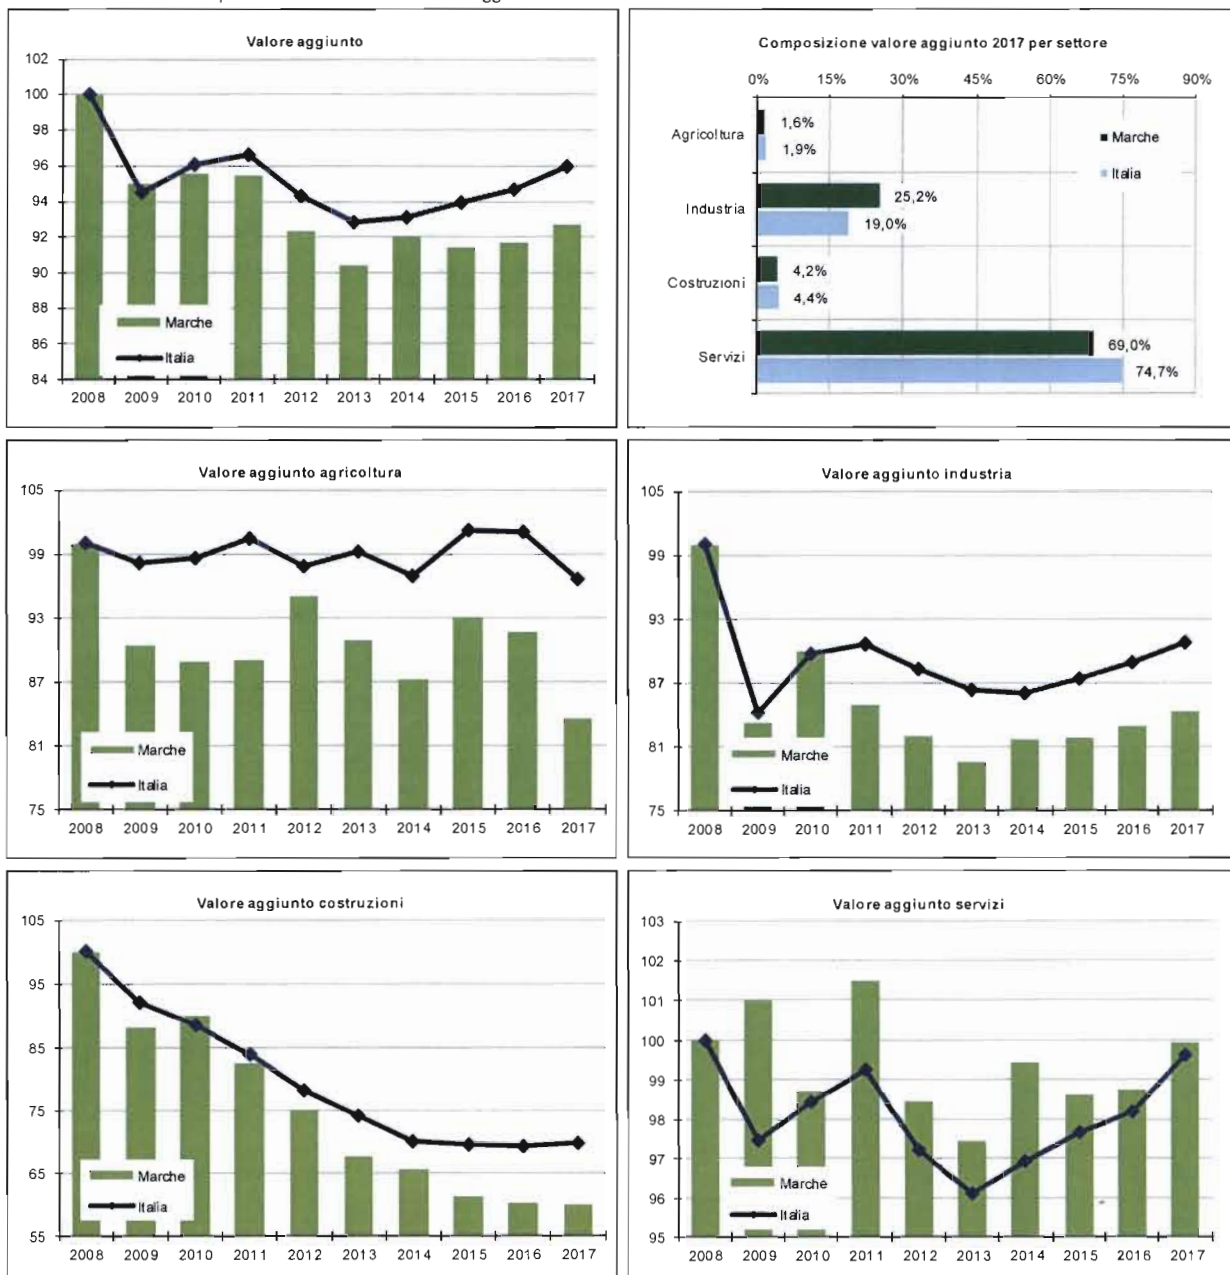 Valore aggiunto
102
100
98
96
94
92
90
88
86
84
Marche
Italia
2008 2009 2010 2011 2012 2013 2014 2015 2016 2017
Composizione valore aggiunto 2017 per settore
0% 15% 30% 45% 60% 75% 90%
Agricoltura
1,6%
1,9%
Marche
Italia
Industria
25,2%
19,0%
Costruzioni
4,2%
4,4%
Servizi
69,0%
74,7%
Valore aggiunto agricoltura
105
99
93
87
81
75
Marche
Italia
2008 2009 2010 2011 2012 2013 2014 2015 2016 2017
Valore aggiunto industria
105
99
93
87
81
75
Marche
Italia
2008 2009 2010 2011 2012 2013 2014 2015 2016 2017
Valore aggiunto costruzioni
105
95
85
75
65
55
Marche
Italia
2008 2009 2010 2011 2012 2013 2014 2015 2016 2017
Valore aggiunto servizi
103
102
101
100
99
98
97
96
95
Marche
Italia
2008 2009 2010 2011 2012 2013 2014 2015 2016 2017